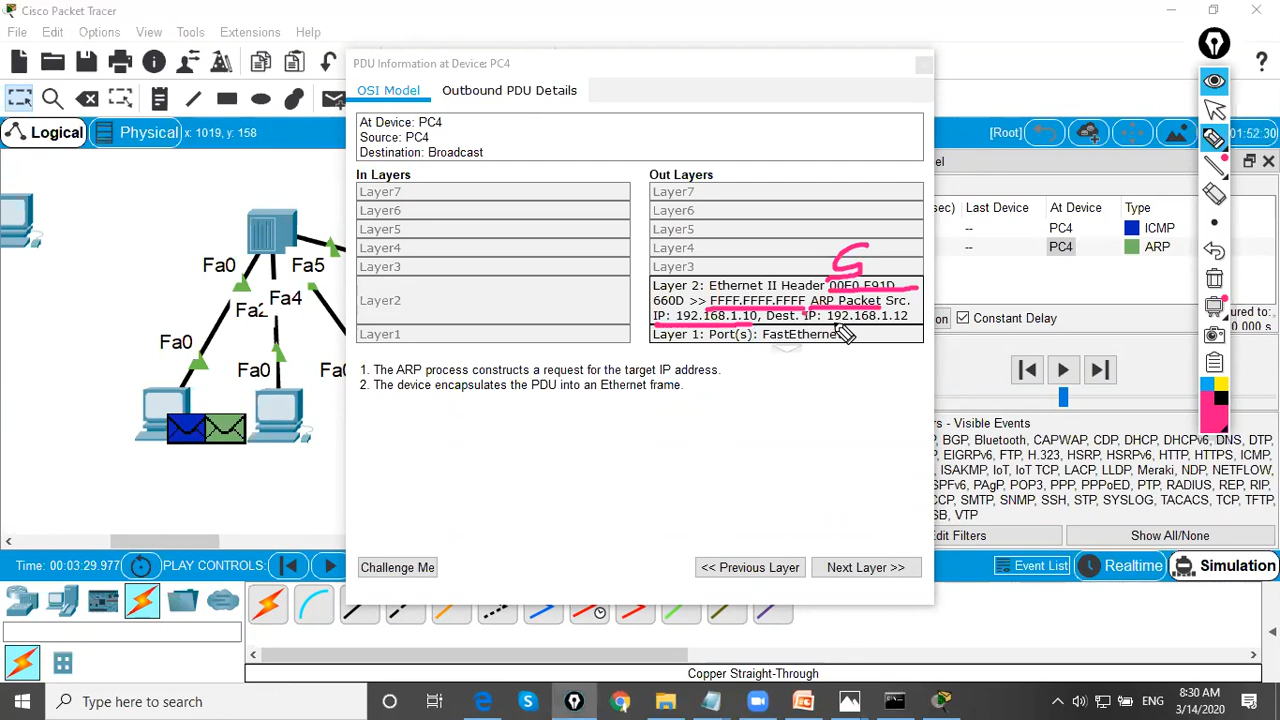 Cisco Packet Tracer
File Edit Options View Tools Extensions Help
PDU Information at Device: PC4
OSI Model Outbound PDU Details
Logical Physical x: 1019, y: 158
[Root] 01:52:30
At Device: PC4
Source: PC4
Destination: Broadcast
In Layers Out Layers
Layer7 Layer7
Layer6 Layer6
Layer5 Layer5
Layer4 Layer4
Layer3 Layer3
Layer2
Layer 2: Ethernet II Header 00E0.F91D.
660D >> FFFF.FFFF.FFFF ARP Packet Src.
IP: 192.168.1.10, Dest. IP: 192.168.1.12
Layer1 Layer 1: Port(s): FastEthernet
1. The ARP process constructs a request for the target IP address.
2. The device encapsulates the PDU into an Ethernet frame.
Challenge Me << Previous Layer Next Layer >>
Fa0 Fa5
Fa4
Fa0 Fa0
sec) Last Device At Device Type
-- PC4 ICMP
-- PC4 ARP
Constant Delay
- Visible Events
P, BGP, Bluetooth, CAPWAP, CDP, DHCP, DHCPv6, DNS, DTP,
EIGRPv6, FTP, H.323, HSRP, HSRPv6, HTTP, HTTPS, ICMP,
ISAKMP, IoT, IoT TCP, LACP, LLDP, Meraki, NDP, NETFLOW,
SPFv6, PAgP, POP3, PPP, PPPoED, PTP, RADIUS, REP, RIP,
CCP, SMTP, SNMP, SSH, STP, SYSLOG, TACACS, TCP, TFTP,
B, VTP
Edit Filters Show All/None
Time: 03:29.977 PLAY CONTROLS:
Event List Realtime Simulation
Copper Straight-Through
Type here to search
ENG
8:30 AM
3/14/2020